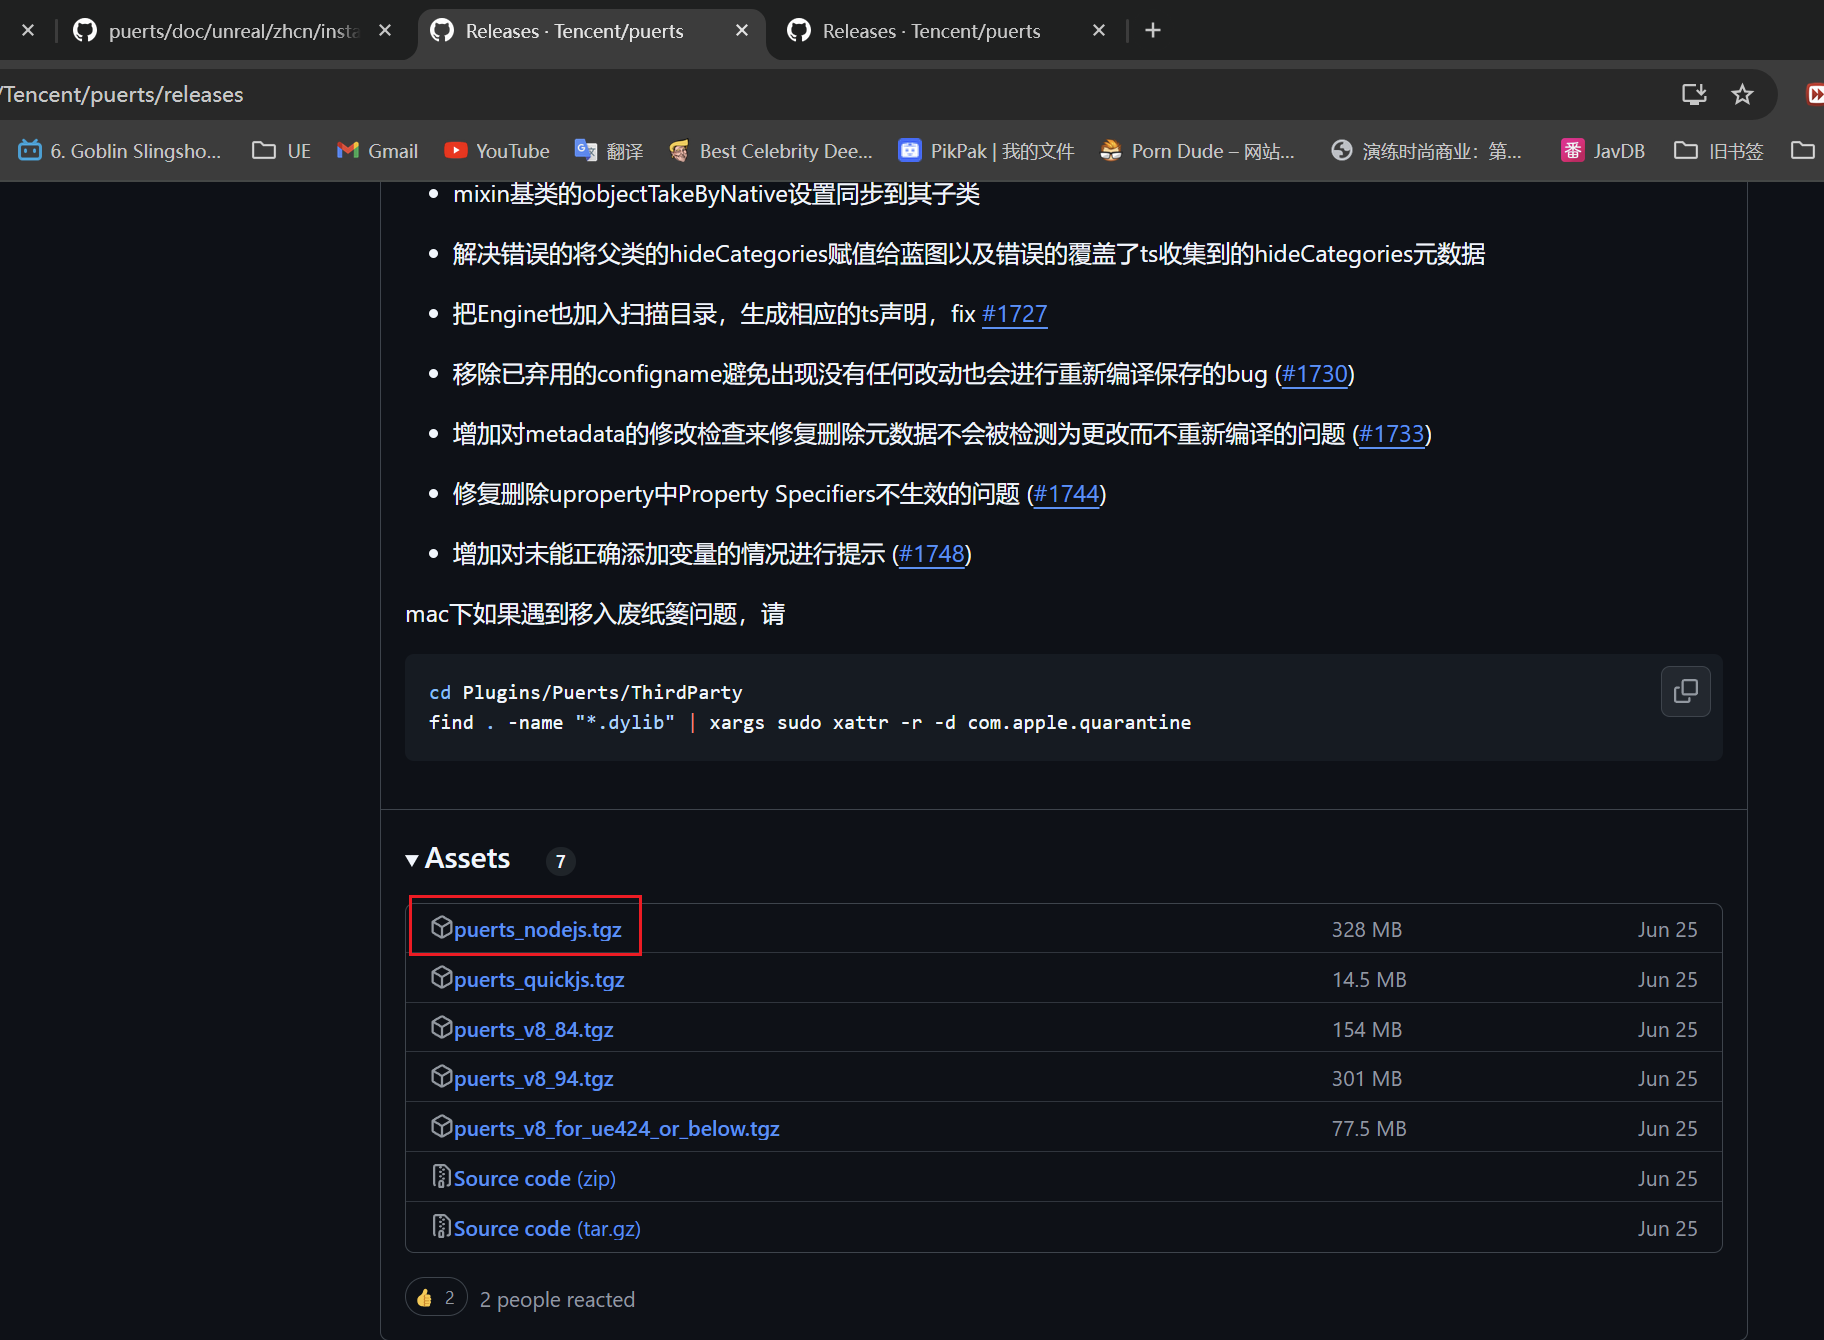 puerts/doc/unreal/zhcn/insta
Releases · Tencent/puerts
Releases · Tencent/puerts
/Tencent/puerts/releases
6. Goblin Slingsho...
UE
Gmail
YouTube
翻译
Best Celebrity Dee...
PikPak | 我的文件
Porn Dude – 网站...
演练时尚商业：第...
番 JavDB
旧书签
mixin基类的objectTakeByNative设置同步到其子类
解决错误的将父类的hideCategories赋值给蓝图以及错误的覆盖了ts收集到的hideCategories元数据
把Engine也加入扫描目录，生成相应的ts声明，fix #1727
移除已弃用的configname避免出现没有任何改动也会进行重新编译保存的bug (#1730)
增加对metadata的修改检查来修复删除元数据不会被检测为更改而不重新编译的问题 (#1733)
修复删除uproperty中Property Specifiers不生效的问题 (#1744)
增加对未能正确添加变量的情况进行提示 (#1748)
mac下如果遇到移入废纸篓问题，请
cd Plugins/Puerts/ThirdParty
find . -name "*.dylib" | xargs sudo xattr -r -d com.apple.quarantine
Assets 7
puerts_nodejs.tgz 328 MB Jun 25
puerts_quickjs.tgz 14.5 MB Jun 25
puerts_v8_84.tgz 154 MB Jun 25
puerts_v8_94.tgz 301 MB Jun 25
puerts_v8_for_ue424_or_below.tgz 77.5 MB Jun 25
Source code (zip) Jun 25
Source code (tar.gz) Jun 25
👍 2 2 people reacted